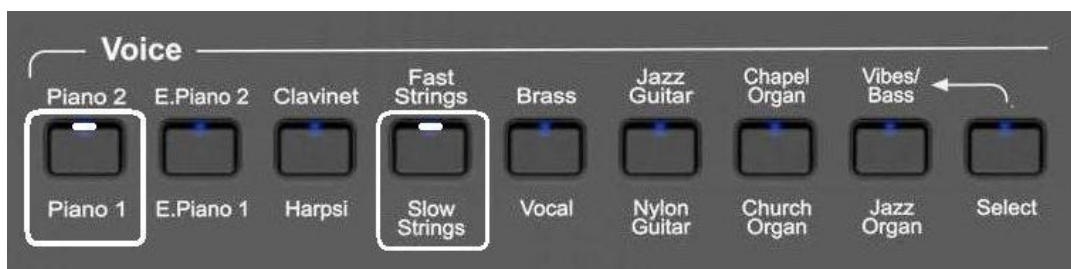 Voice
Piano 2 E.Piano 2 Clavinet Fast Strings Brass Jazz Guitar Chapel Organ Vibes/ Bass
Piano 1 E.Piano 1 Harpsi Slow Strings Vocal Nylon Guitar Church Organ Jazz Organ Select